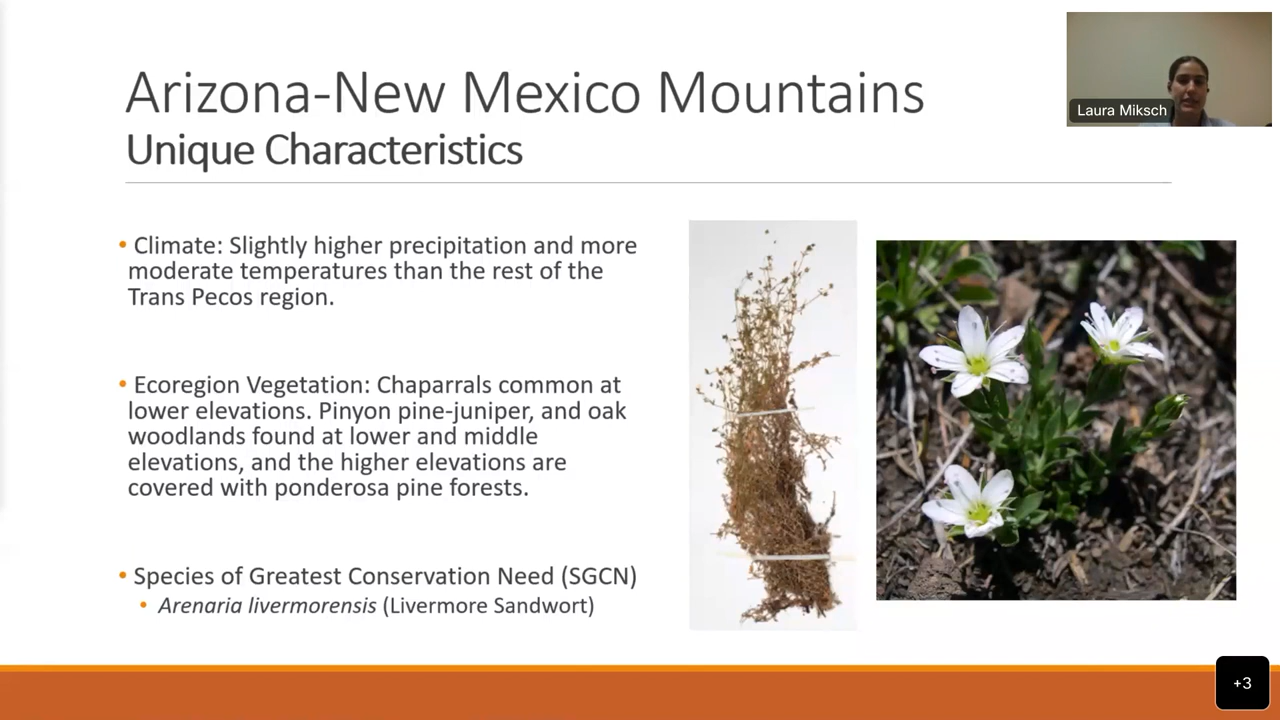 Arizona-New Mexico Mountains
Unique Characteristics
Laura Miksch
• Climate: Slightly higher precipitation and more
moderate temperatures than the rest of the
Trans Pecos region.
• Ecoregion Vegetation: Chaparrals common at
lower elevations. Pinyon pine-juniper, and oak
woodlands found at lower and middle
elevations, and the higher elevations are
covered with ponderosa pine forests.
• Species of Greatest Conservation Need (SGCN)
• Arenaria livermorensis (Livermore Sandwort)
+3